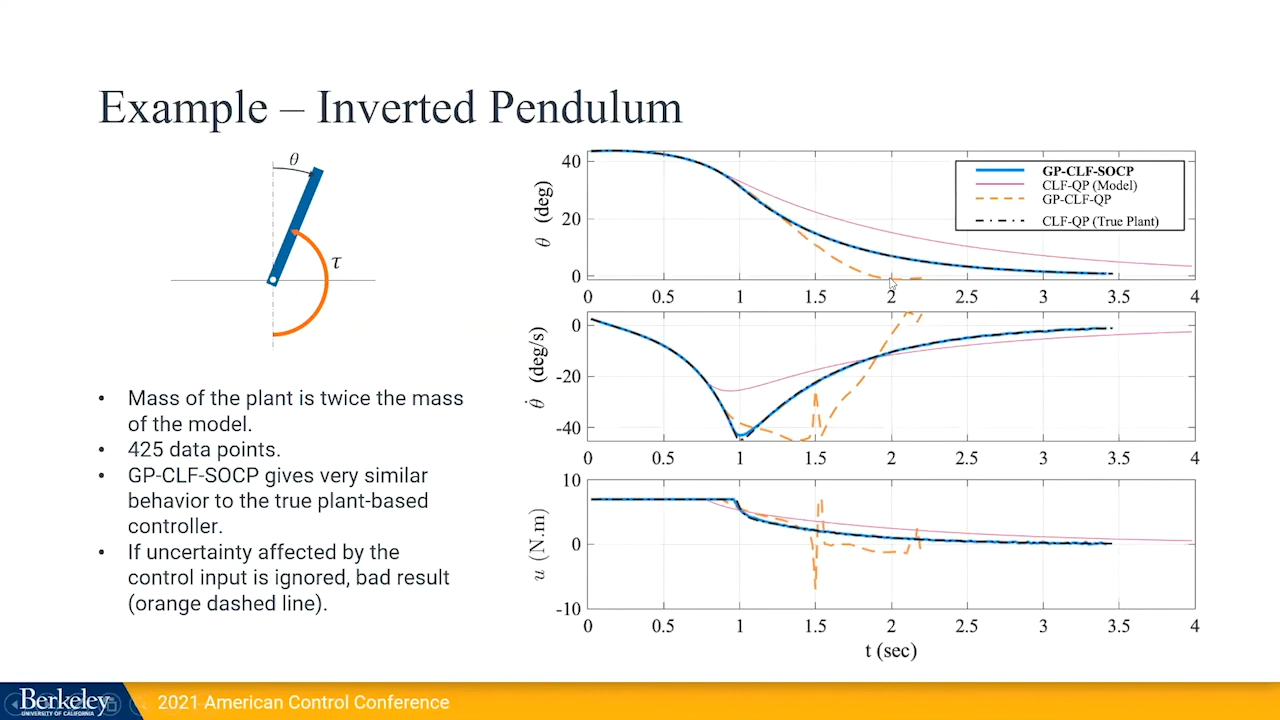 Example – Inverted Pendulum
θ
τ
• Mass of the plant is twice the mass
of the model.
• 425 data points.
• GP-CLF-SOCP gives very similar
behavior to the true plant-based
controller.
• If uncertainty affected by the
control input is ignored, bad result
(orange dashed line).
θ (deg)
40
20
0
0 0.5 1 1.5 2 2.5 3 3.5 4
GP-CLF-SOCP
CLF-QP (Model)
GP-CLF-QP
CLF-QP (True Plant)
θ̇ (deg/s)
0
-20
-40
0 0.5 1 1.5 2 2.5 3 3.5 4
u (N.m)
10
0
-10
0 0.5 1 1.5 2 2.5 3 3.5 4
t (sec)
Berkeley
UNIVERSITY OF CALIFORNIA
2021 American Control Conference